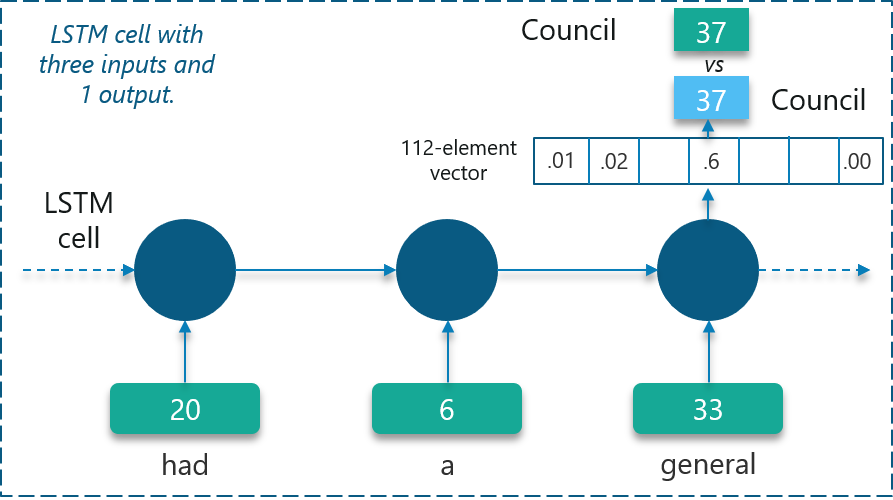 LSTM cell with
three inputs and
1 output.
Council 37
vs
37 Council
112-element
vector
.01 .02 .6 .00
LSTM
cell
20 6 33
had a general